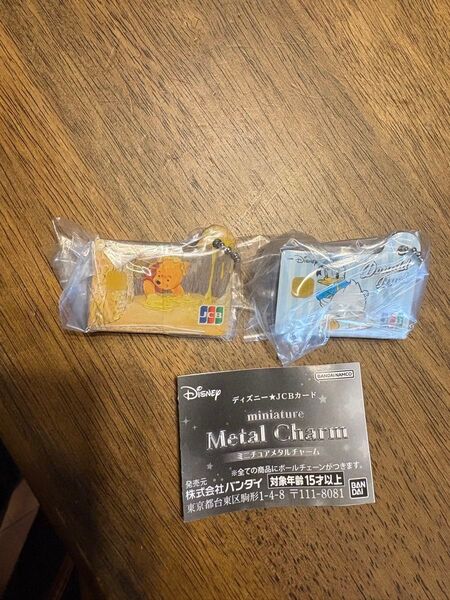 JCB
Disney
Donald
JCB
Disney
BANDAI NAMCO
ディズニー★JCBカード
miniature
Metal Charm
ミニチュアメタルチャーム
※全ての商品にボールチェーンがつきます。
発売元
株式会社バンダイ 対象年齢15才以上
東京都台東区駒形1-4-8 〒111-8081
BAN
DAI